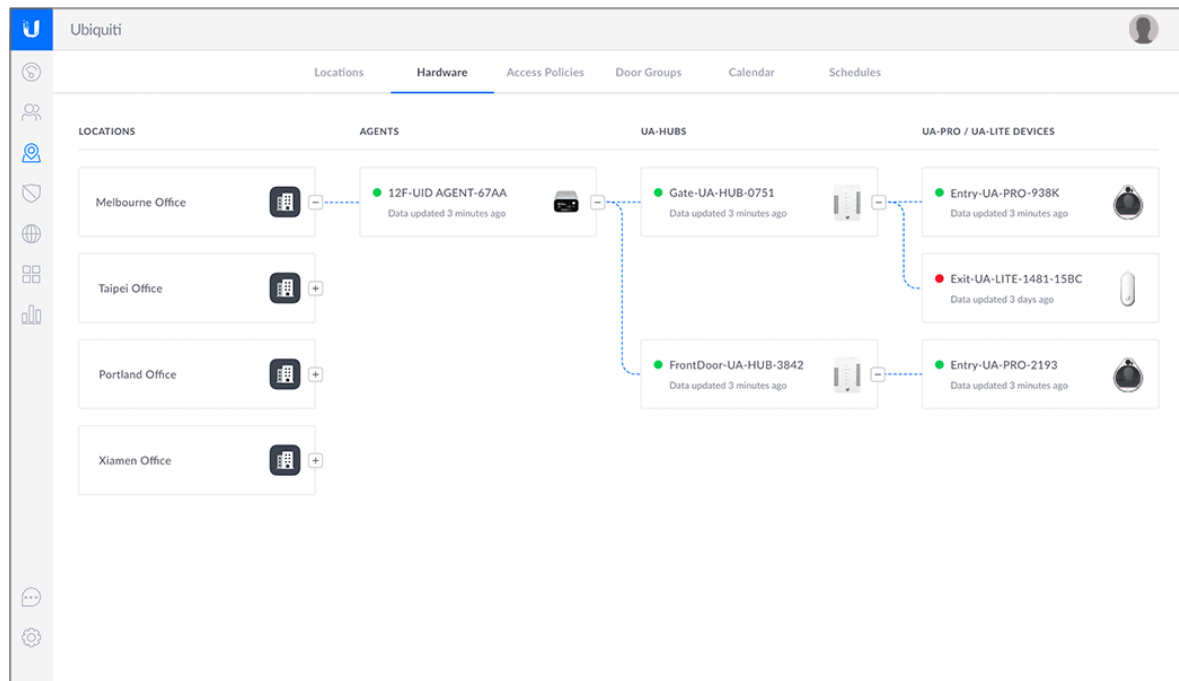 Ubiquiti
Locations Hardware Access Policies Door Groups Calendar Schedules
LOCATIONS AGENTS UA-HUBS UA-PRO / UA-LITE DEVICES
Melbourne Office
12F-UID AGENT-67AA
Data updated 3 minutes ago
Gate-UA-HUB-0751
Data updated 3 minutes ago
Entry-UA-PRO-938K
Data updated 3 minutes ago
Taipei Office
Exit-UA-LITE-1481-15BC
Data updated 3 days ago
Portland Office
FrontDoor-UA-HUB-3842
Data updated 3 minutes ago
Entry-UA-PRO-2193
Data updated 3 minutes ago
Xiamen Office